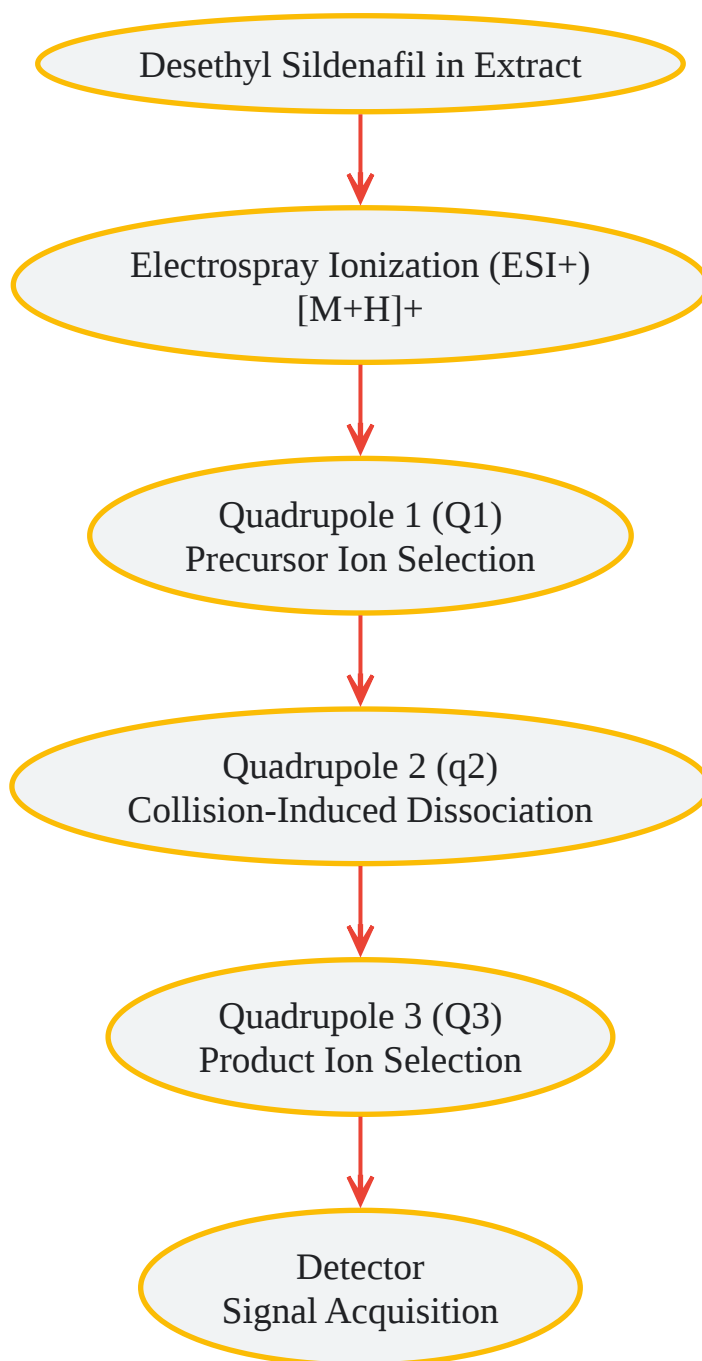 Desethyl Sildenafil in Extract
Electrospray Ionization (ESI+)
[M+H]+
Quadrupole 1 (Q1)
Precursor Ion Selection
Quadrupole 2 (q2)
Collision-Induced Dissociation
Quadrupole 3 (Q3)
Product Ion Selection
Detector
Signal Acquisition